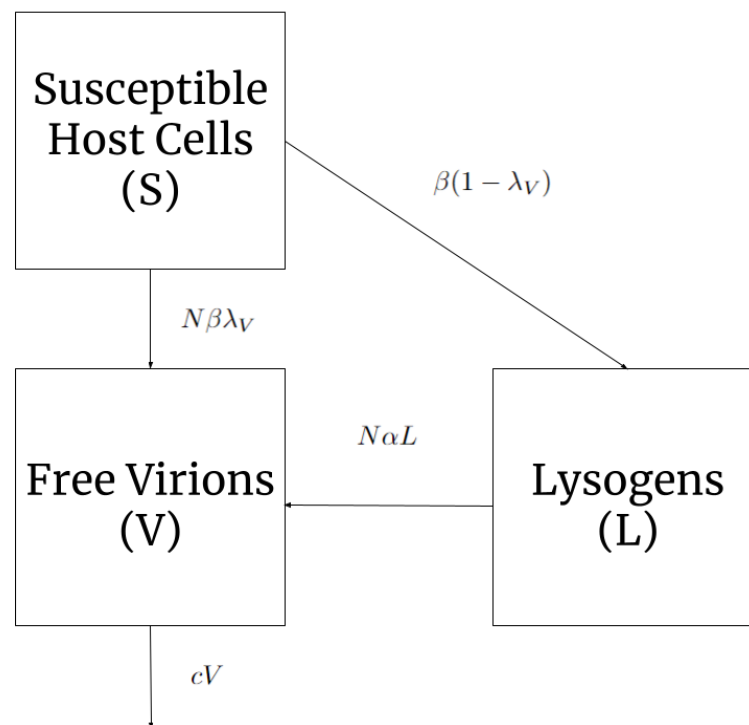 Susceptible
Host Cells
(S)
β(1 − λ_V)
Nβλ_V
NαL
Free Virions
(V)
Lysogens
(L)
cV